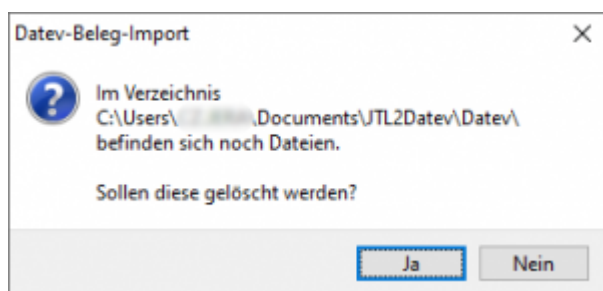 Datev-Beleg-Import
Im Verzeichnis
C:\Users\ .Documents\JTL2Datev\Datev\
befinden sich noch Dateien.
Sollen diese gelöscht werden?
Ja
Nein